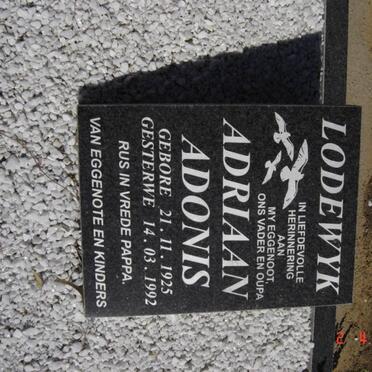 LODEWYK
IN LIEFDEVOLLE
HERINNERING
AAN
MY EGGENOOT,
ONS VADER EN OUPA
ADRIAAN
ADONIS
GEBORE 21.11.1925
GESTERWE 14.03.1992
RUS IN VREDE PAPPA.
VAN EGGENOTE EN KINDERS